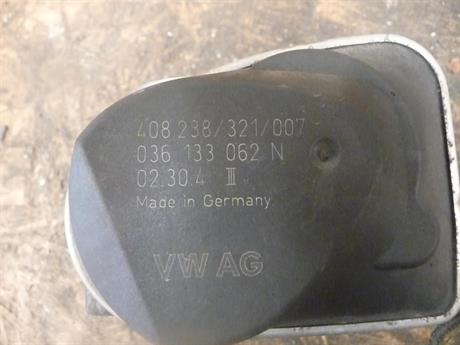 408.238/321/007
036 133 062 N
02.30.4 III
Made in Germany
VW AG